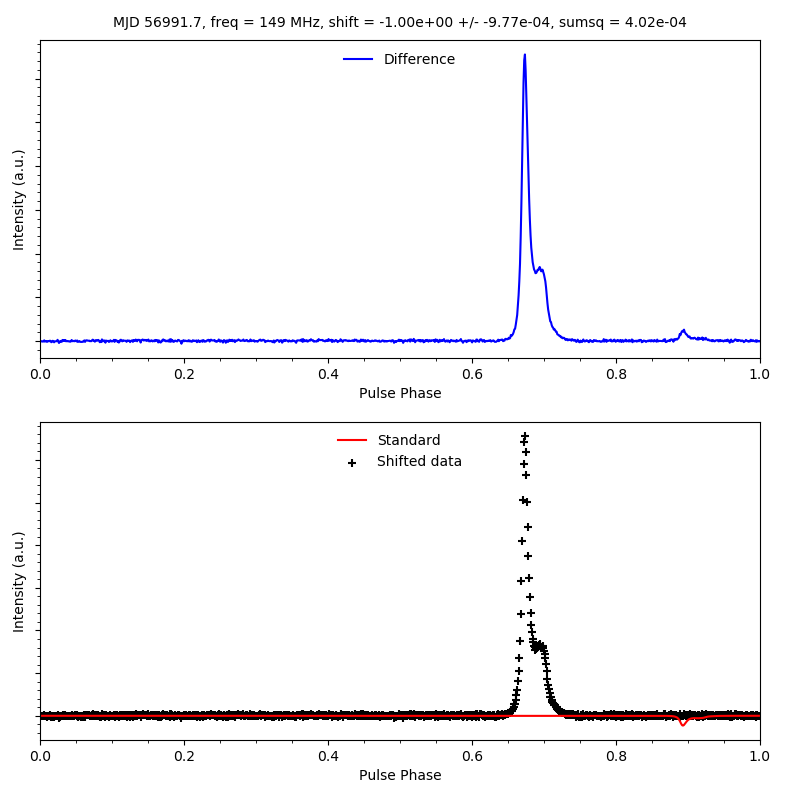 MJD 56991.7, freq = 149 MHz, shift = -1.00e+00 +/- -9.77e-04, sumsq = 4.02e-04
Difference
Intensity (a.u.)
0.0 0.2 0.4 0.6 0.8 1.0
Pulse Phase
Standard
Shifted data
Intensity (a.u.)
0.0 0.2 0.4 0.6 0.8 1.0
Pulse Phase